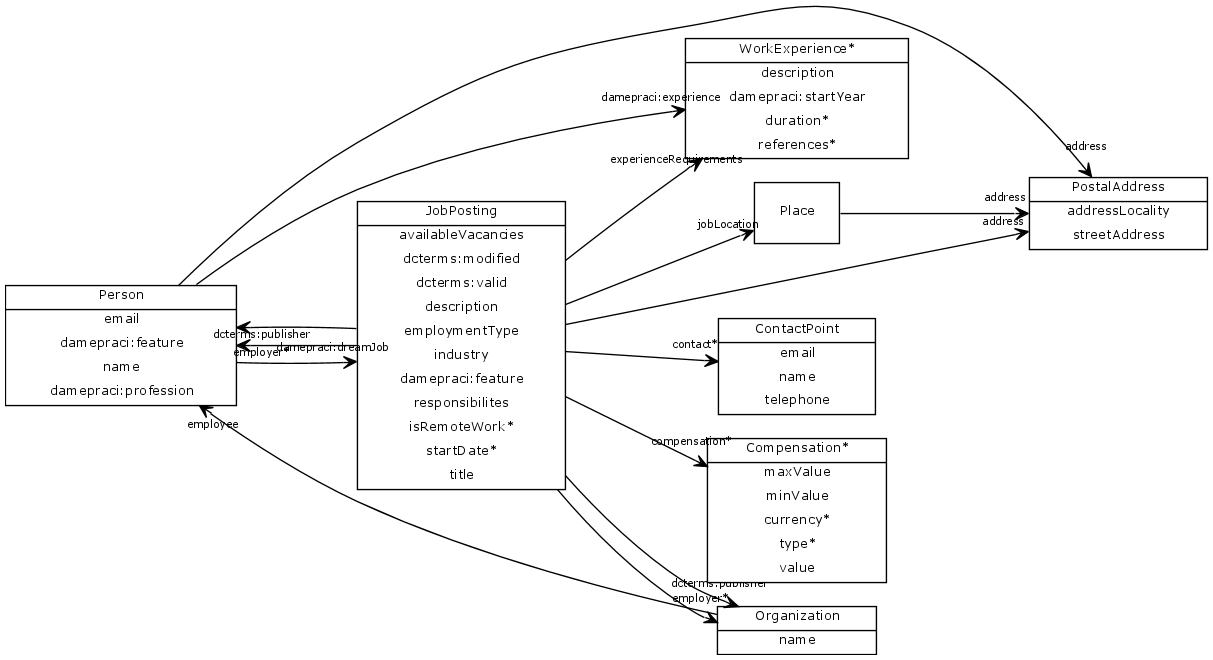 WorkExperience*
description
damepraci:startYear
duration*
references*
damepraci:experience
experienceRequirements
address
PostalAddress
addressLocality
streetAddress
address
address
Place
jobLocation
JobPosting
availableVacancies
dcterms:modified
dcterms:valid
description
employmentType
industry
damepraci:feature
responsibilites
isRemoteWork*
startDate*
title
Person
email
damepraci:feature
name
damepraci:profession
dcterms:publisher
employer*
damepraci:dreamJob
employee
ContactPoint
email
name
telephone
contact*
compensation*
Compensation*
maxValue
minValue
currency*
type*
value
dcterms:publisher
employer*
Organization
name